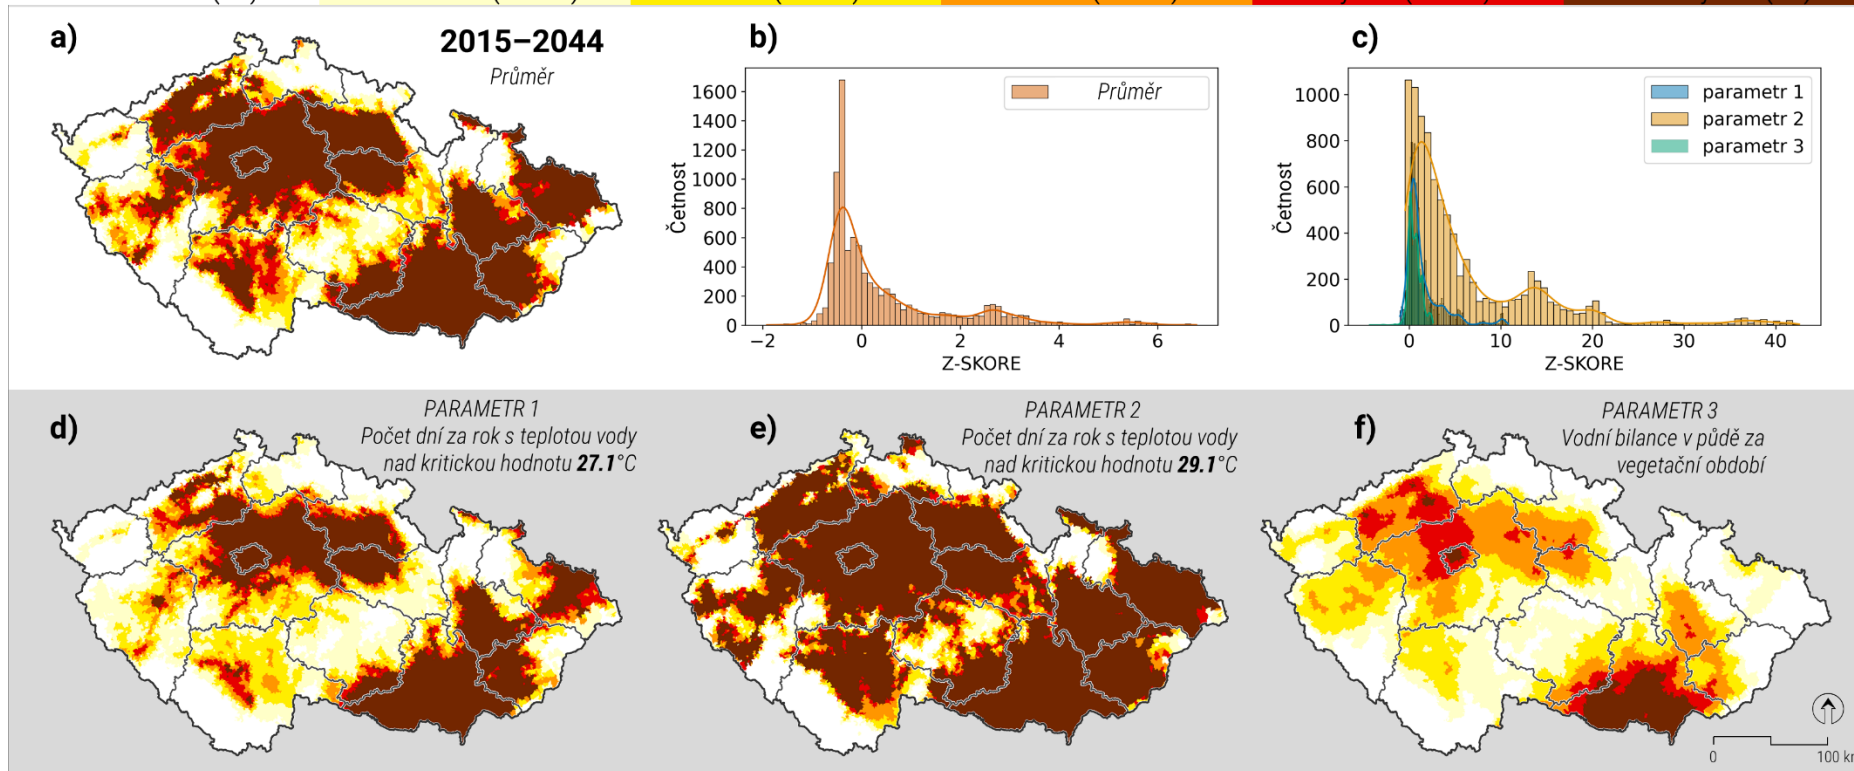 a)
2015–2044
Průměr
b)
Průměr
Četnost
1600
1400
1200
1000
800
600
400
200
0
−2 0 2 4 6
Z-SKORE
c)
parametr 1
parametr 2
parametr 3
Četnost
1000
800
600
400
200
0
0 10 20 30 40
Z-SKORE
d)
PARAMETR 1
Počet dní za rok s teplotou vody
nad kritickou hodnotu 27.1°C
e)
PARAMETR 2
Počet dní za rok s teplotou vody
nad kritickou hodnotu 29.1°C
f)
PARAMETR 3
Vodní bilance v půdě za
vegetační období
0 100 km